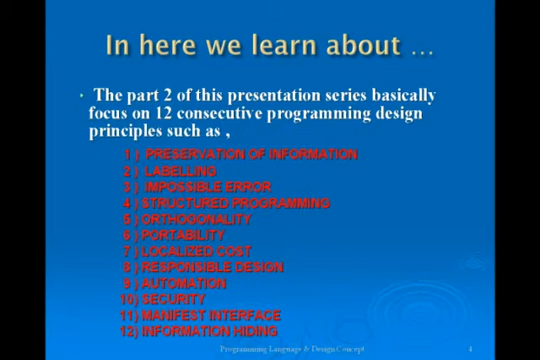 In here we learn about ...
• The part 2 of this presentation series basically
focus on 12 consecutive programming design
principles such as ,
1 ) PRESERVATION OF INFORMATION
2 ) LABELLING
3 ) IMPOSSIBLE ERROR
4 ) STRUCTURED PROGRAMMING
5 ) ORTHOGONALITY
6 ) PORTABILITY
7 ) LOCALIZED COST
8 ) RESPONSIBLE DESIGN
9 ) AUTOMATION
10) SECURITY
11) MANIFEST INTERFACE
12) INFORMATION HIDING
Programming Language & Design Concept 4